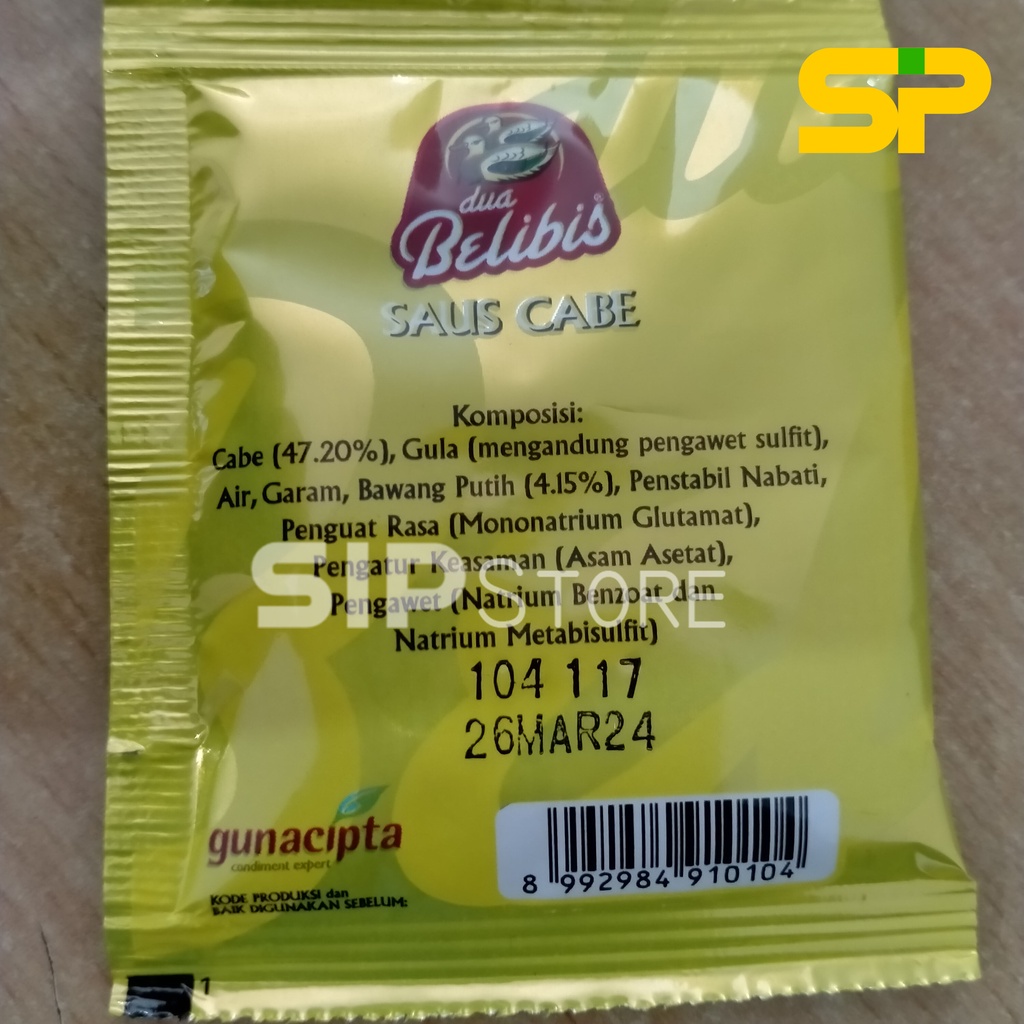 SiP
dua
Belibis®
SAUS CABE
Komposisi:
Cabe (47.20%), Gula (mengandung pengawet sulfit),
Air, Garam, Bawang Putih (4.15%), Penstabil Nabati,
Penguat Rasa (Mononatrium Glutamat),
Pengatur Keasaman (Asam Asetat),
Pengawet (Natrium Benzoat dan
Natrium Metabisulfit)
SiP STORE
104 117
26MAR24
gunacipta
condiment expert
KODE PRODUKSI dan
BAIK DIGUNAKAN SEBELUM:
8 992984 910104
1